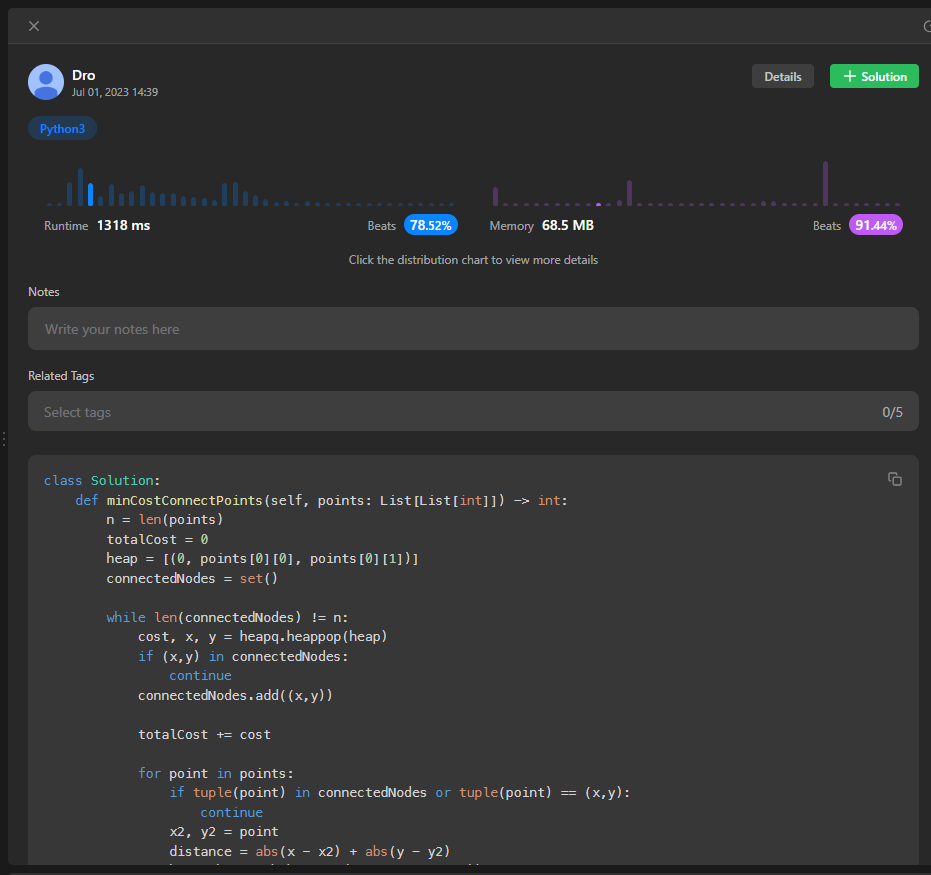 Dro
Jul 01, 2023 14:39
Details
Solution
Python3
Runtime 1318 ms
Beats 78.52%
Memory 68.5 MB
Beats 91.44%
Click the distribution chart to view more details
Notes
Write your notes here
Related Tags
Select tags
0/5
class Solution:
    def minCostConnectPoints(self, points: List[List[int]]) -> int:
        n = len(points)
        totalCost = 0
        heap = [(0, points[0][0], points[0][1])]
        connectedNodes = set()
        while len(connectedNodes) != n:
            cost, x, y = heapq.heappop(heap)
            if (x,y) in connectedNodes:
                continue
            connectedNodes.add((x,y))
            totalCost += cost
            for point in points:
                if tuple(point) in connectedNodes or tuple(point) == (x,y):
                    continue
                x2, y2 = point
                distance = abs(x - x2) + abs(y - y2)